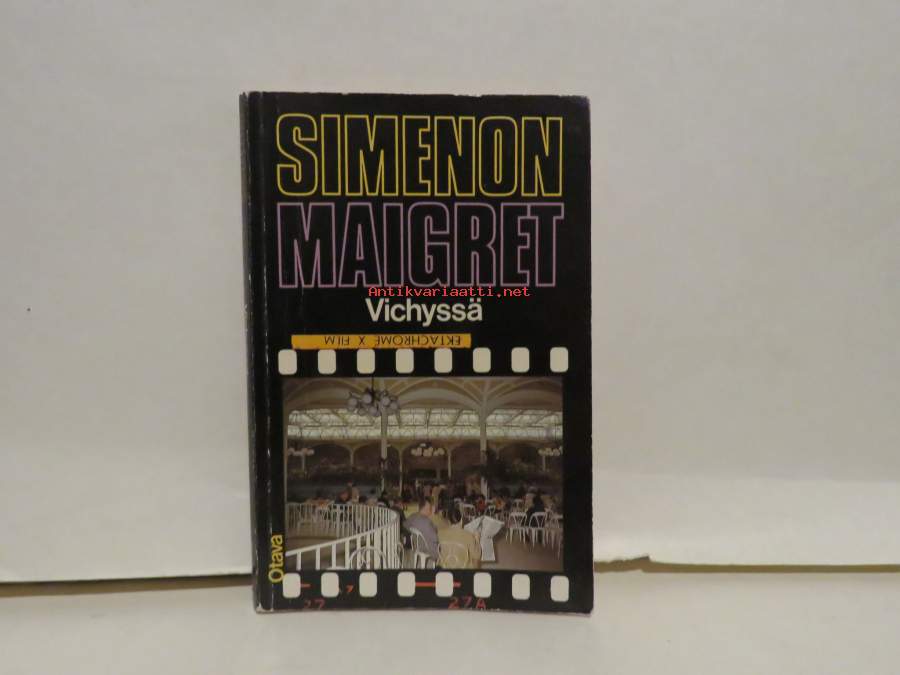 SIMENON
MAIGRET
Antikvariaatti.net
Vichyssä
EKTACHROME X FILM
Otava
27
27A